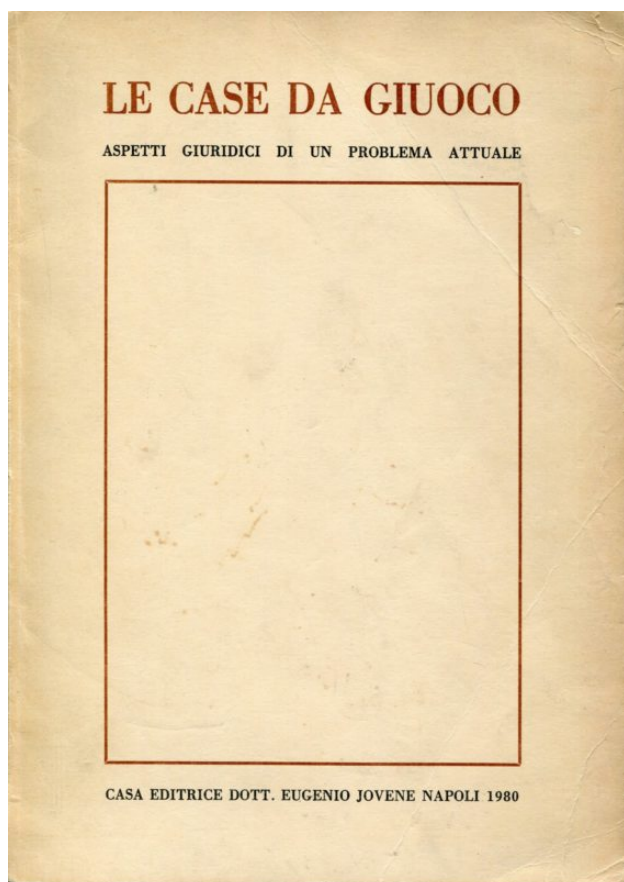 LE CASE DA GIUOCO
ASPETTI GIURIDICI DI UN PROBLEMA ATTUALE
CASA EDITRICE DOTT. EUGENIO JOVENE NAPOLI 1980